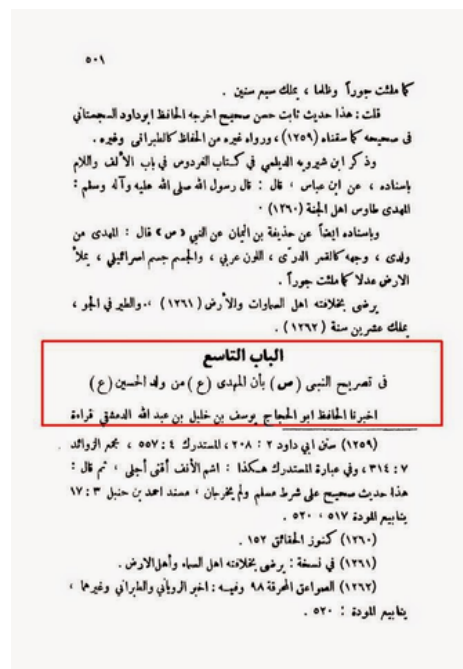 ٥٠١
كما ملئت جوراً وظلما ، يملك سبع سنين .
قلت : هذا حديث ثابت حسن صحيح اخرجه الحافظ ابو داود السجستاني
في صحيحه كما سقناه (١٢٥٩) ، ورواه غيره من الحفاظ كالطبراني وغيره .
وذكر ابن شيرويه الديلمي في كتاب الفردوس في باب الألف واللام
باسناده ، عن ابن عباس ، قال : قال رسول الله صلى الله عليه وآله وسلم :
المهدى طاوس اهل الجنة (١٢٦٠) .
وباسناده ايضاً عن حذيفة بن اليمان عن النبي « ص » قال : المهدى من
ولدى ، وجهه كالقمر الدرّى ، اللون عربي ، والجسم جسم اسرائيلي ، يملأ
الارض عدلا كما ملئت جوراً .
يرضى بخلافته اهل السماوات والأرض (١٢٦١) ، والطير في الجو ،
يملك عشرين سنة (١٢٦٢) .
الباب التاسع
في تصريح النبي (ص) بأن المهدى (ع) من ولد الحسين (ع)
اخبرنا الحافظ ابو الحجاج يوسف بن خليل بن عبد الله الدمشقي قراءة
(١٢٥٩) سنن ابي داود ٢ : ٢٠٨ ، المستدرك ٤ : ٥٥٧ ، مجمع الزوائد
٧ : ٣١٤ ، وفي عبارة المستدرك هكذا : اشم الأنف أقنى أجلى ، ثم قال :
هذا حديث صحيح على شرط مسلم ولم يخرجان ، مسند احمد بن حنبل ٣ : ١٧
ينابيع المودة ٥١٧ ، ٥٢٠ .
(١٢٦٠) كنوز الحقائق ١٥٢ .
(١٢٦١) في نسخة : يرضى بخلافته اهل السماء وأهل الارض .
(١٢٦٢) الصواعق المحرقة ٩٨ وفيه : اخرج الروياني والطبراني وغيرهما ،
ينابيع المودة : ٥٢٠ .